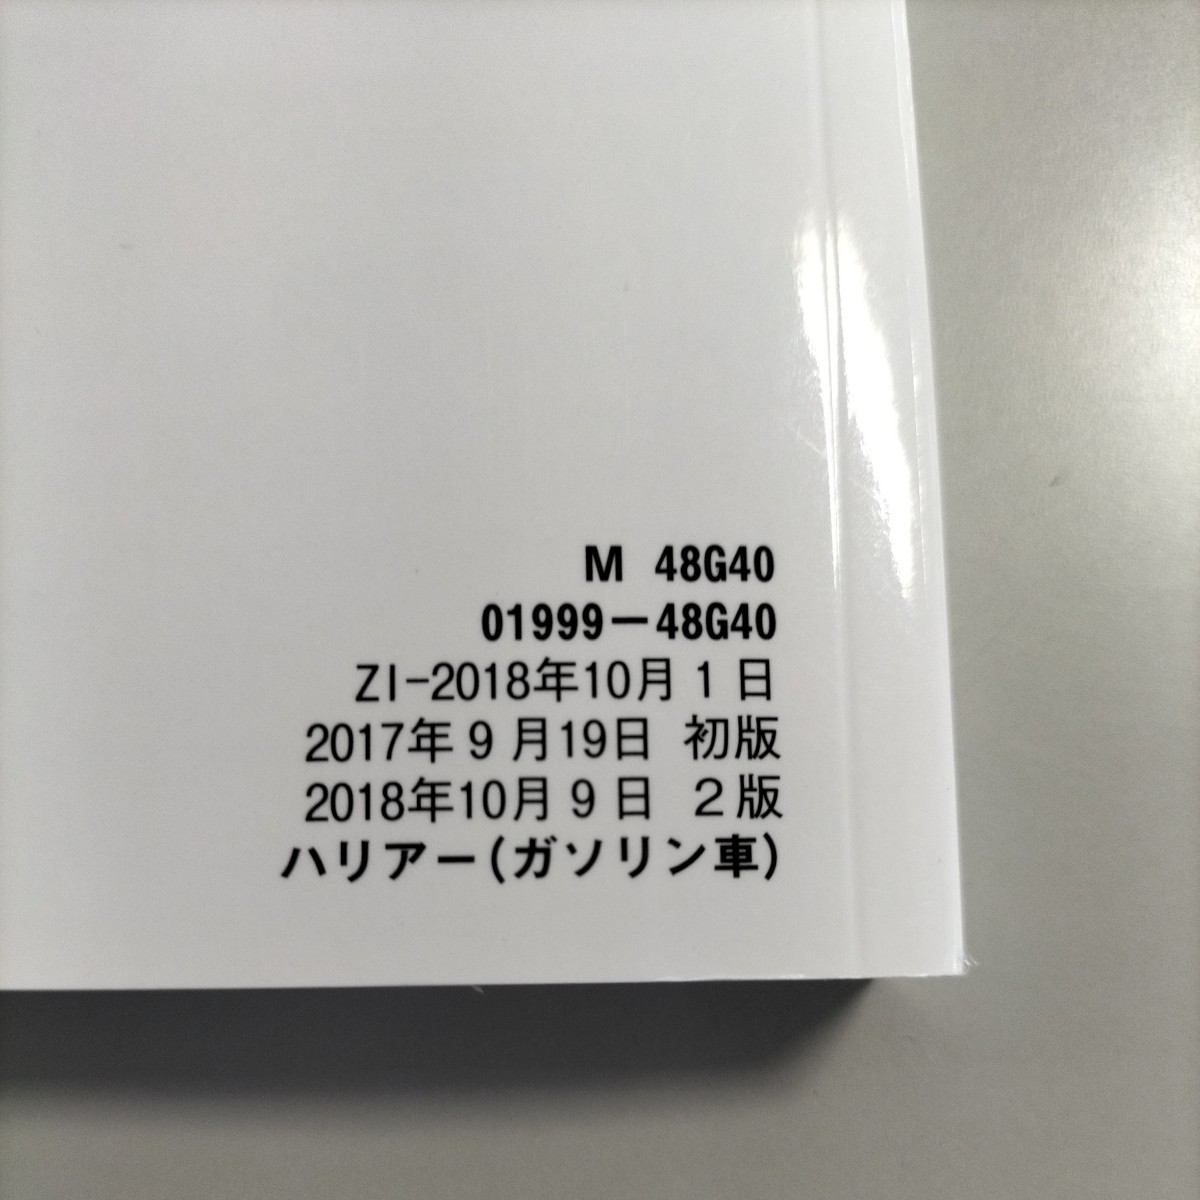 M 48G40
01999-48G40
ZI-2018年10月1日
2017年9月19日 初版
2018年10月9日 2版
ハリアー(ガソリン車)